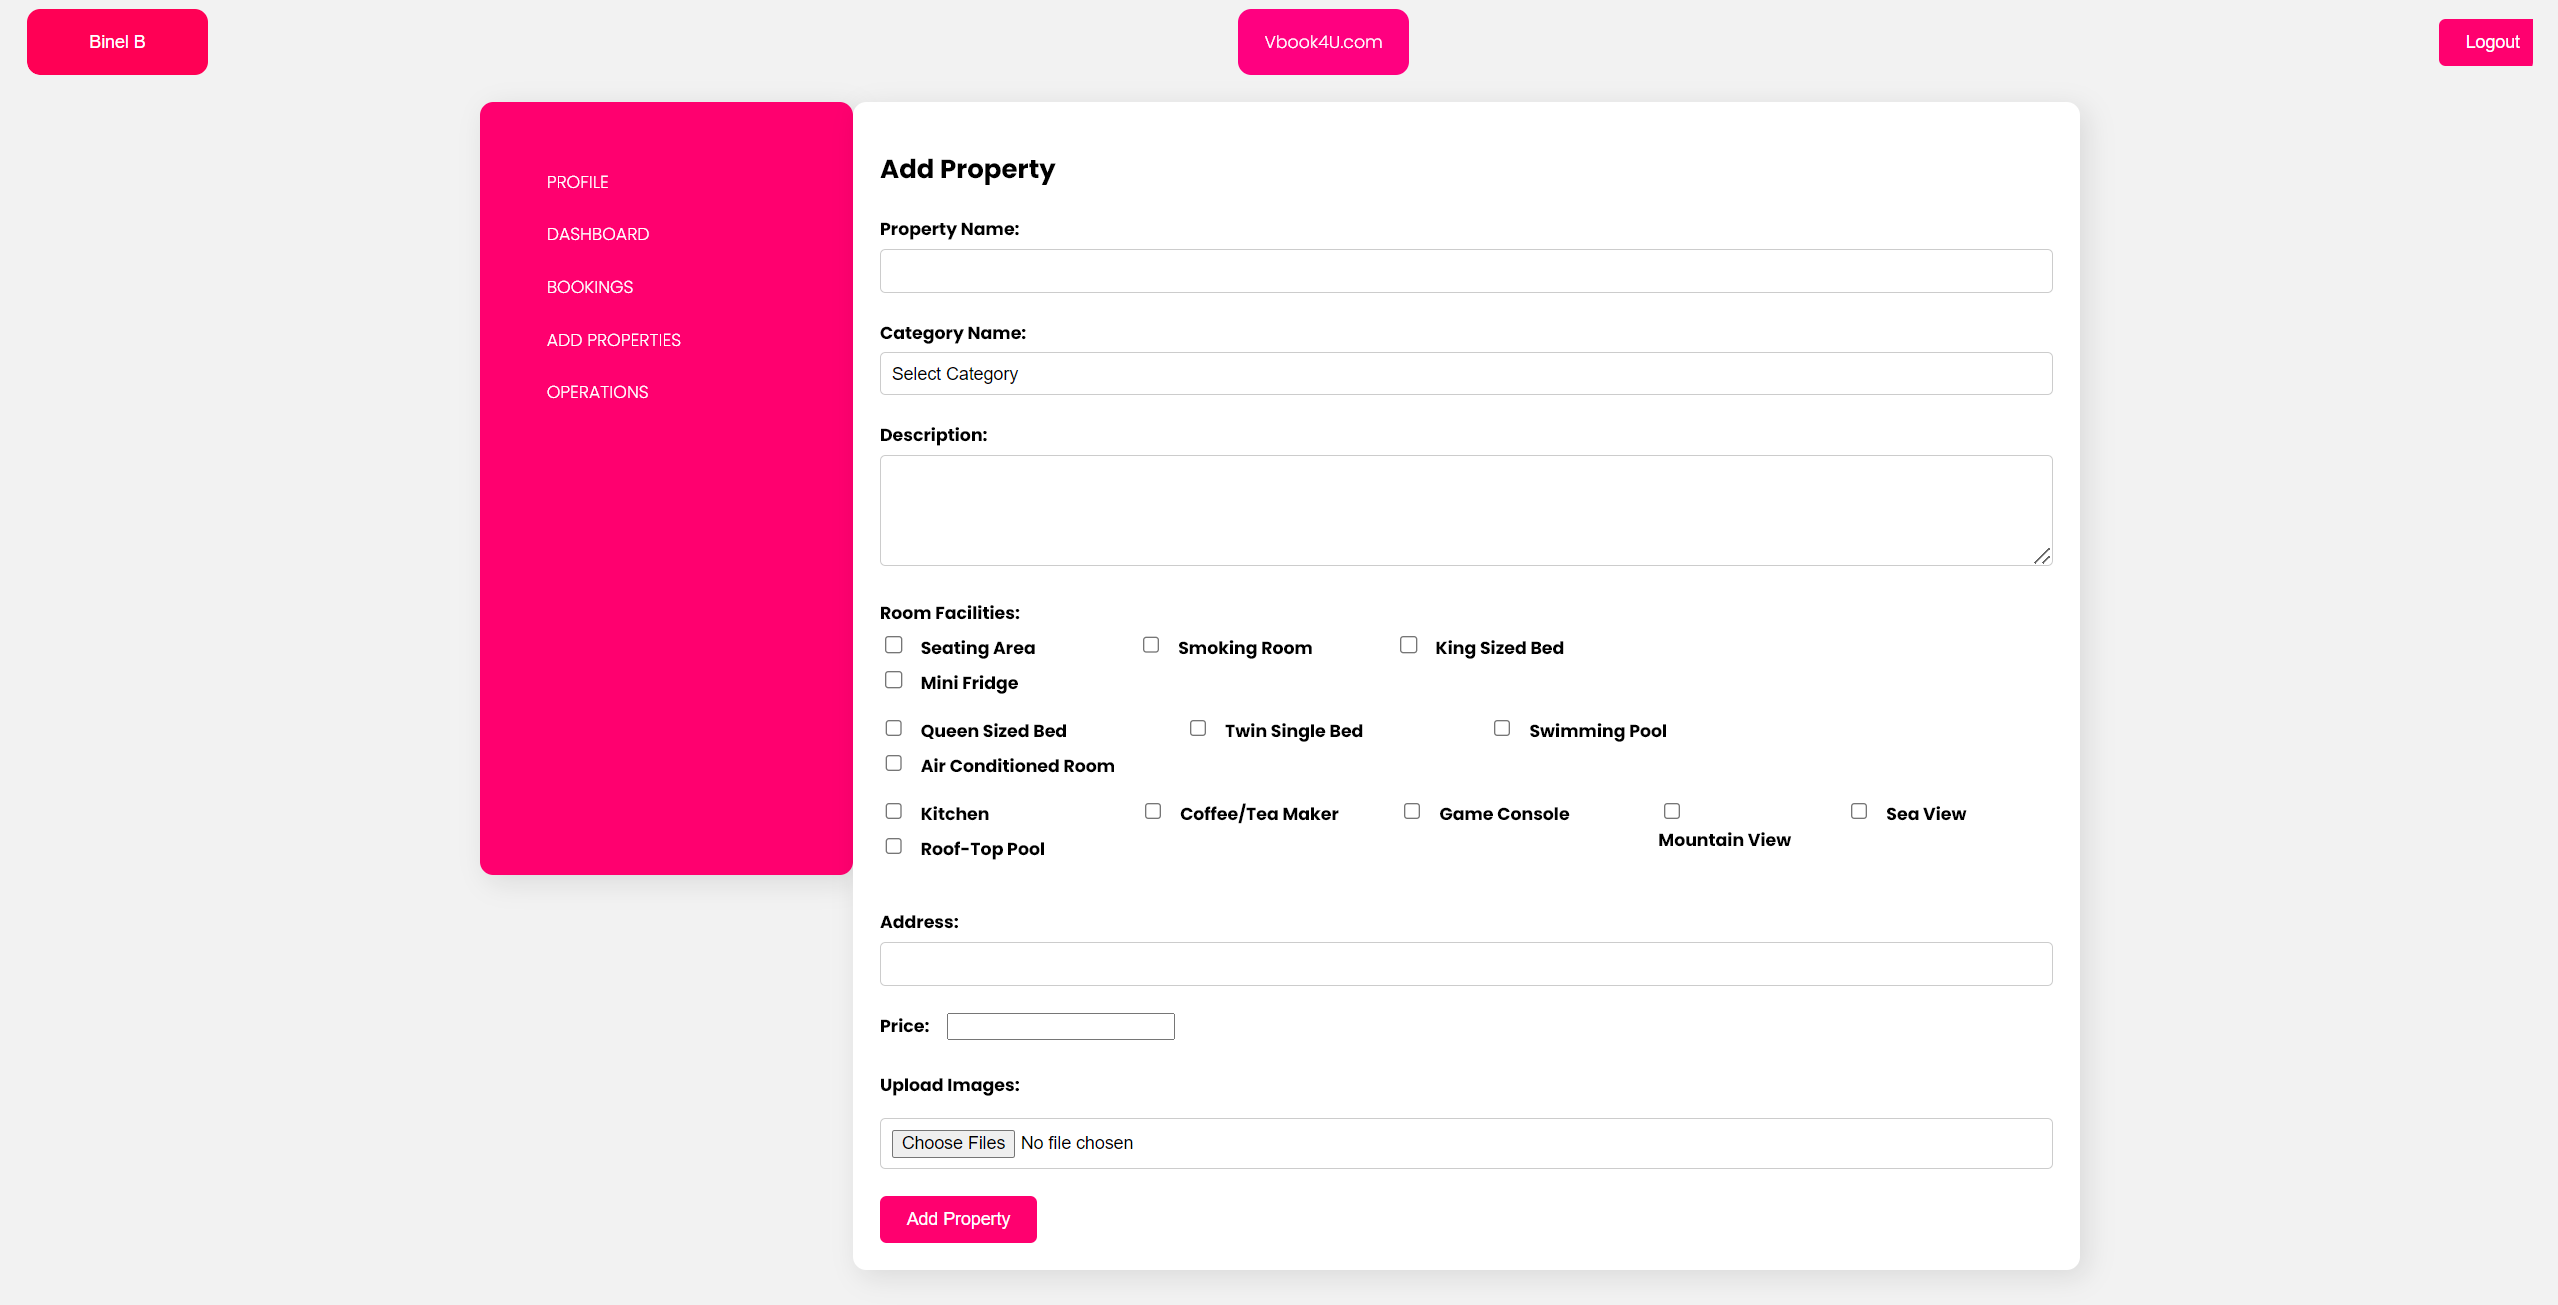 Binel B
Vbook4U.com
Logout
PROFILE
DASHBOARD
BOOKINGS
ADD PROPERTIES
OPERATIONS
Add Property
Property Name:
Category Name:
Select Category
Description:
Room Facilities:
Seating Area Smoking Room King Sized Bed
Mini Fridge
Queen Sized Bed Twin Single Bed Swimming Pool
Air Conditioned Room
Kitchen Coffee/Tea Maker Game Console Sea View
Mountain View
Roof-Top Pool
Address:
Price:
Upload Images:
Choose Files No file chosen
Add Property